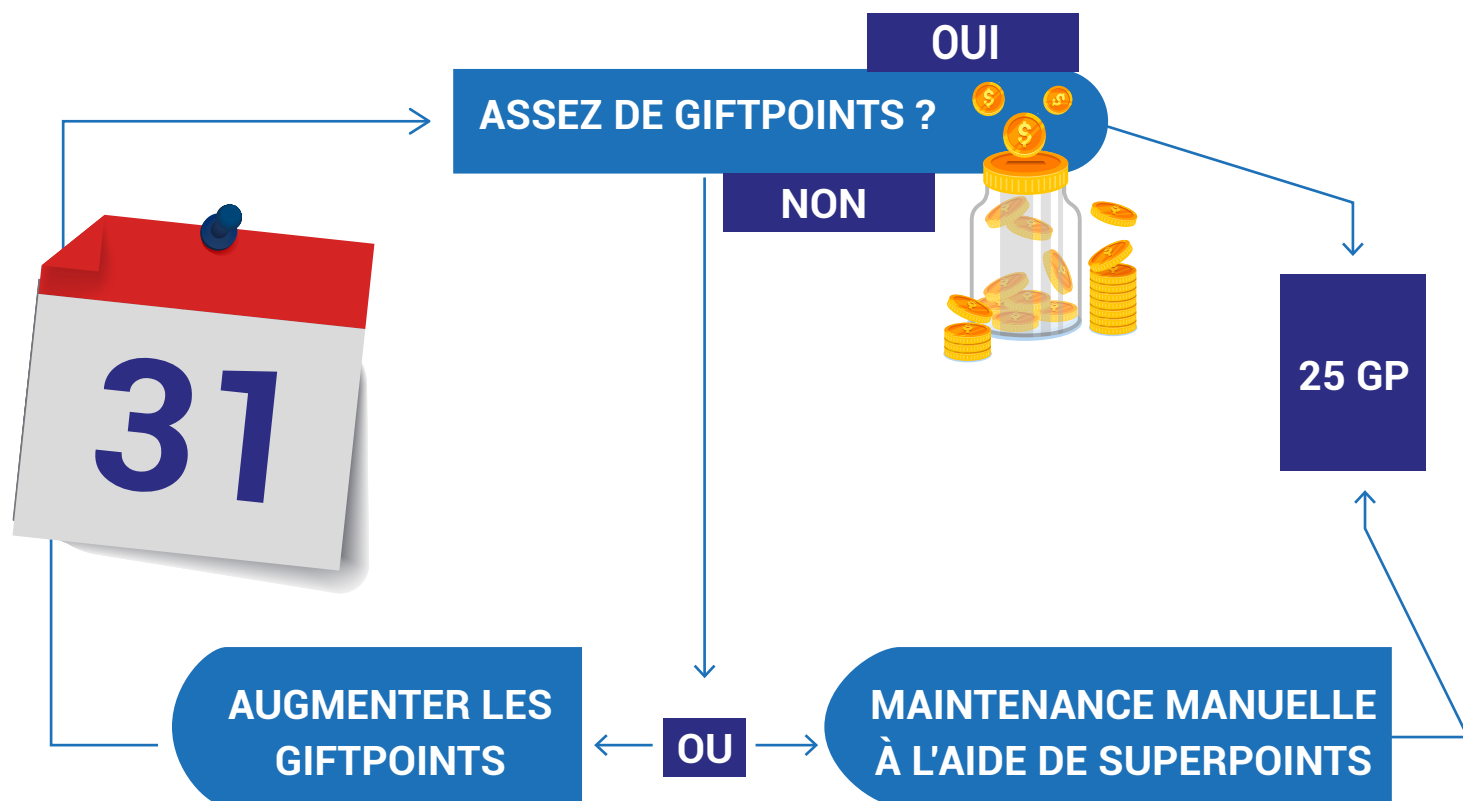 OUI
ASSEZ DE GIFTPOINTS ?
NON
31
25 GP
AUGMENTER LES
GIFTPOINTS
OU
MAINTENANCE MANUELLE
À L'AIDE DE SUPERPOINTS